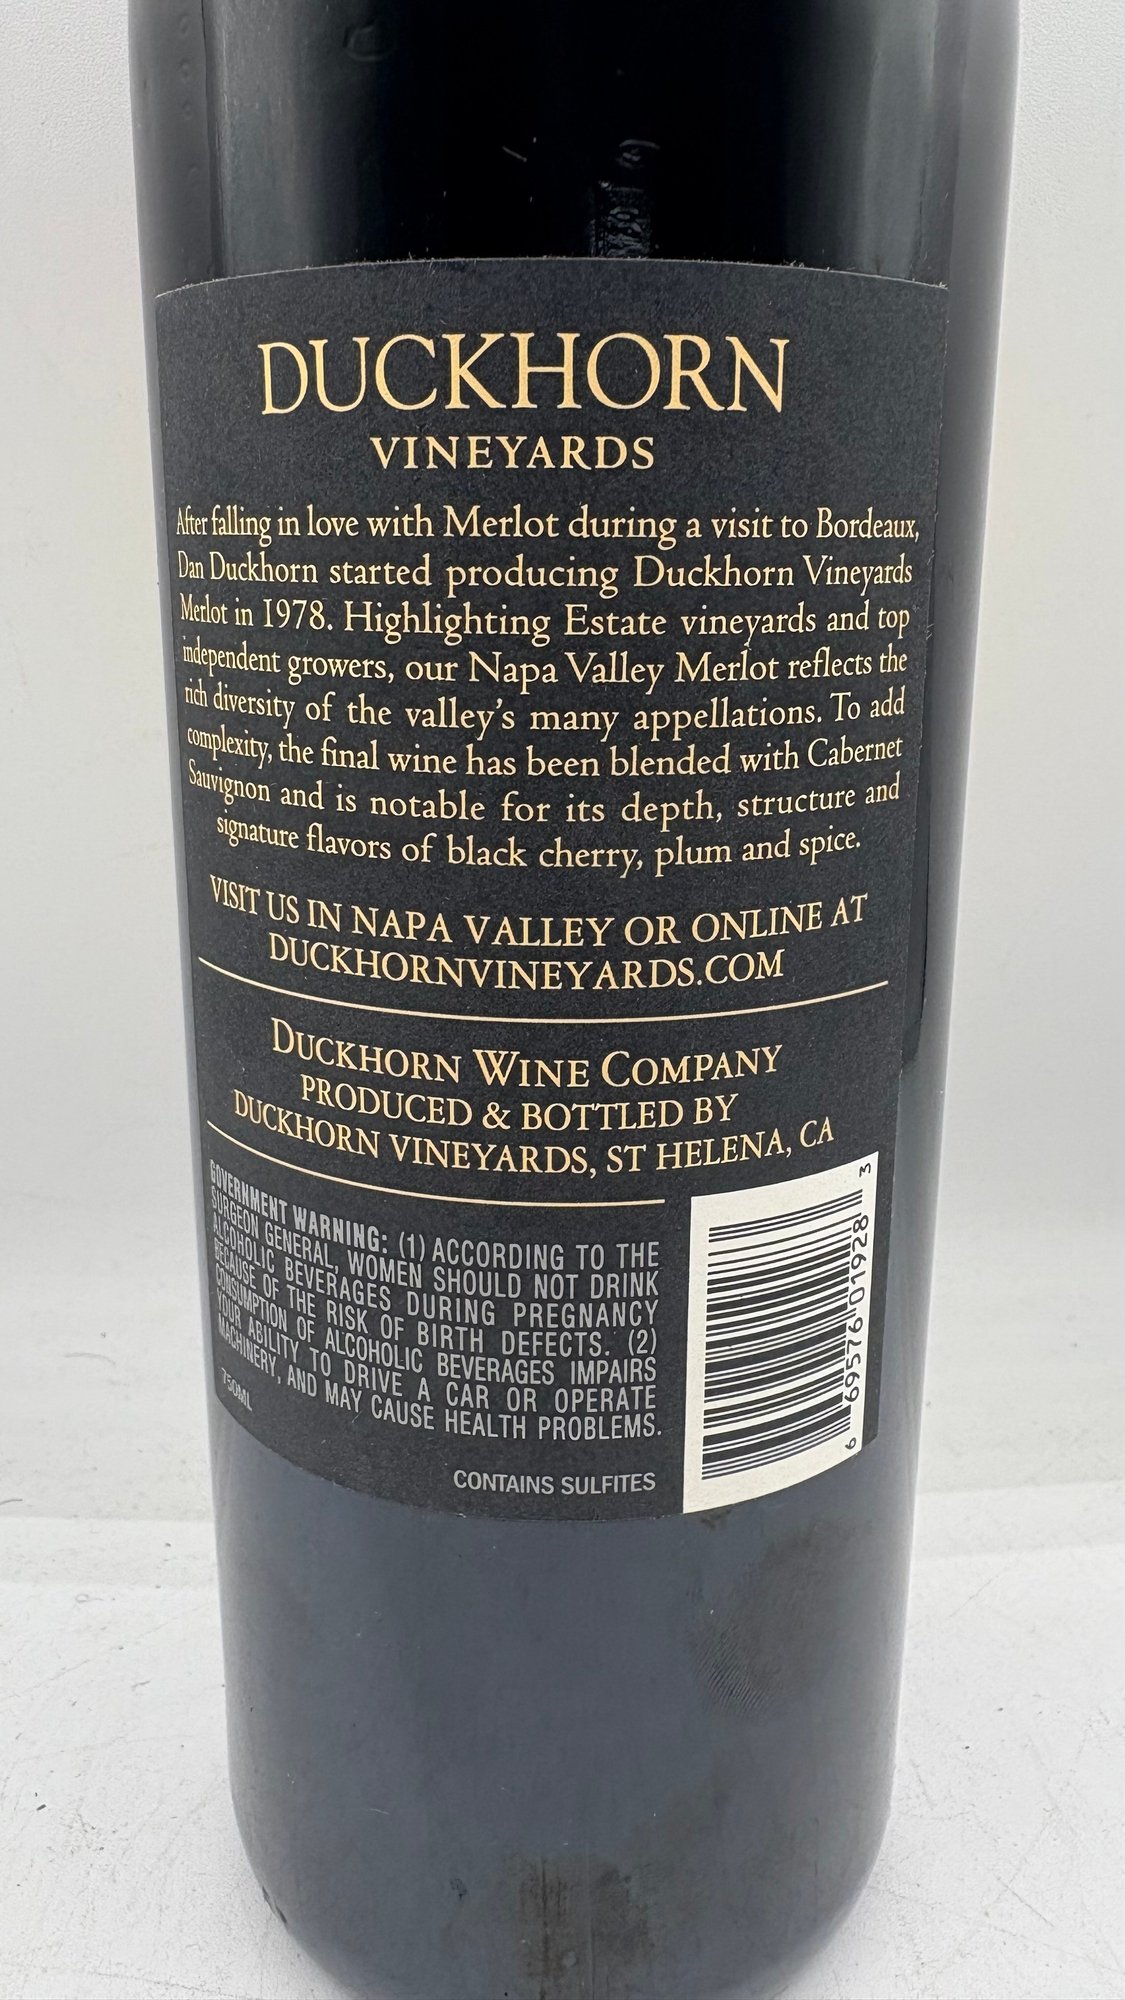 DUCKHORN
VINEYARDS
After falling in love with Merlot during a visit to Bordeaux,
Dan Duckhorn started producing Duckhorn Vineyards
Merlot in 1978. Highlighting Estate vineyards and top
independent growers, our Napa Valley Merlot reflects the
rich diversity of the valley's many appellations. To add
complexity, the final wine has been blended with Cabernet
Sauvignon and is notable for its depth, structure and
signature flavors of black cherry, plum and spice.
VISIT US IN NAPA VALLEY OR ONLINE AT
DUCKHORNVINEYARDS.COM
DUCKHORN WINE COMPANY
PRODUCED & BOTTLED BY
DUCKHORN VINEYARDS, ST HELENA, CA
GOVERNMENT WARNING: (1) ACCORDING TO THE
SURGEON GENERAL, WOMEN SHOULD NOT DRINK
ALCOHOLIC BEVERAGES DURING PREGNANCY
BECAUSE OF THE RISK OF BIRTH DEFECTS. (2)
CONSUMPTION OF ALCOHOLIC BEVERAGES IMPAIRS
YOUR ABILITY TO DRIVE A CAR OR OPERATE
MACHINERY, AND MAY CAUSE HEALTH PROBLEMS.
750ML
CONTAINS SULFITES
6 69576 01928 3